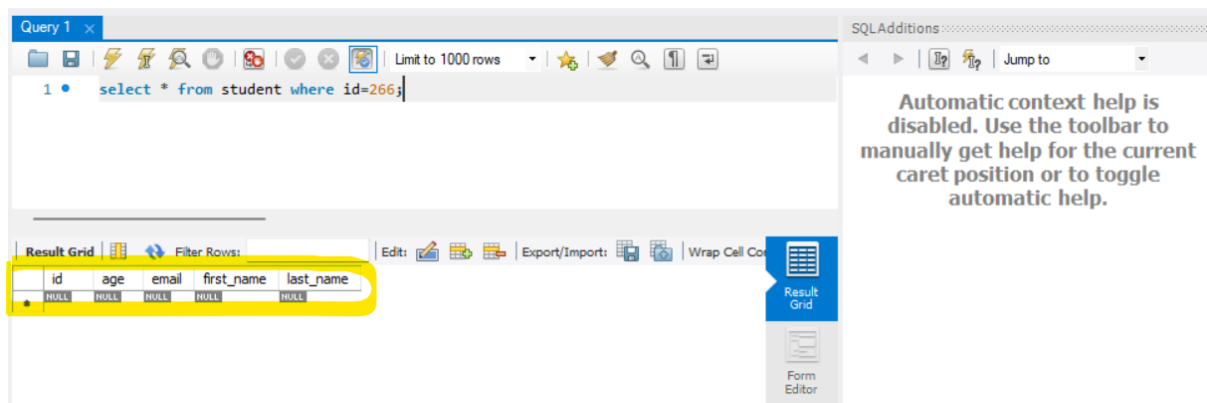 Query 1
SQLAdditions
Limit to 1000 rows
Jump to
1
select * from student where id=266;
Automatic context help is
disabled. Use the toolbar to
manually get help for the current
caret position or to toggle
automatic help.
Result Grid
Filter Rows:
Edit:
Export/Import:
Wrap Cell Co
id age email first_name last_name
* NULL NULL NULL NULL NULL
Result
Grid
Form
Editor